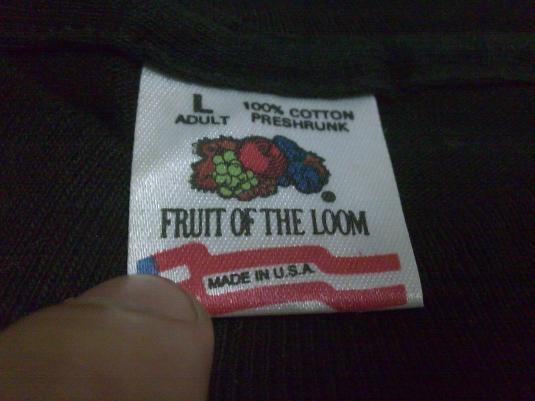 L 100% COTTON
ADULT PRESHRUNK
FRUIT OF THE LOOM
MADE IN U.S.A.